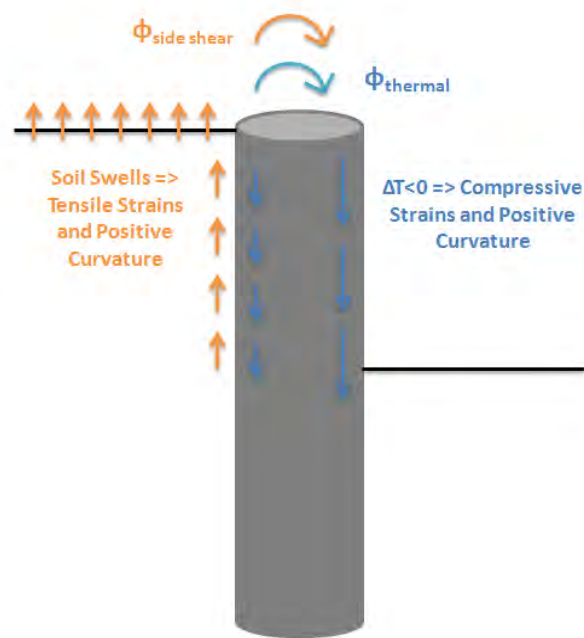 Φside shear
Φthermal
Soil Swells =>
Tensile Strains
and Positive
Curvature
ΔT<0 => Compressive
Strains and Positive
Curvature